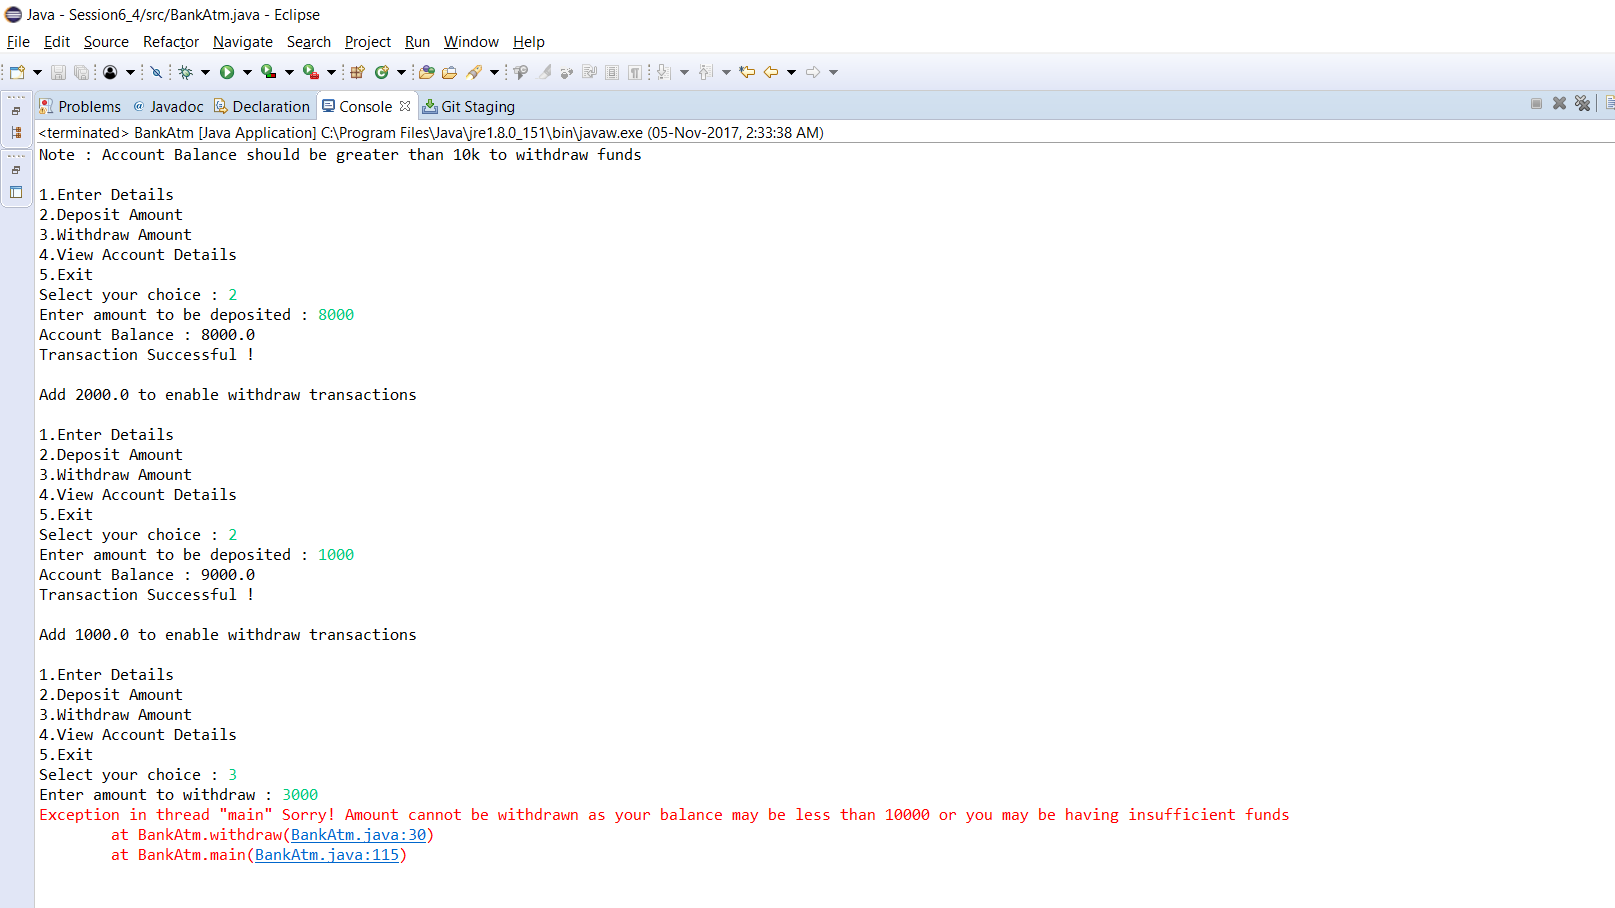 Java - Session6_4/src/BankAtm.java - Eclipse
File Edit Source Refactor Navigate Search Project Run Window Help
Problems @ Javadoc Declaration Console Git Staging
<terminated> BankAtm [Java Application] C:\Program Files\Java\jre1.8.0_151\bin\javaw.exe (05-Nov-2017, 2:33:38 AM)
Note : Account Balance should be greater than 10k to withdraw funds
1.Enter Details
2.Deposit Amount
3.Withdraw Amount
4.View Account Details
5.Exit
Select your choice : 2
Enter amount to be deposited : 8000
Account Balance : 8000.0
Transaction Successful !
Add 2000.0 to enable withdraw transactions
1.Enter Details
2.Deposit Amount
3.Withdraw Amount
4.View Account Details
5.Exit
Select your choice : 2
Enter amount to be deposited : 1000
Account Balance : 9000.0
Transaction Successful !
Add 1000.0 to enable withdraw transactions
1.Enter Details
2.Deposit Amount
3.Withdraw Amount
4.View Account Details
5.Exit
Select your choice : 3
Enter amount to withdraw : 3000
Exception in thread "main" Sorry! Amount cannot be withdrawn as your balance may be less than 10000 or you may be having insufficient funds
at BankAtm.withdraw(BankAtm.java:30)
at BankAtm.main(BankAtm.java:115)